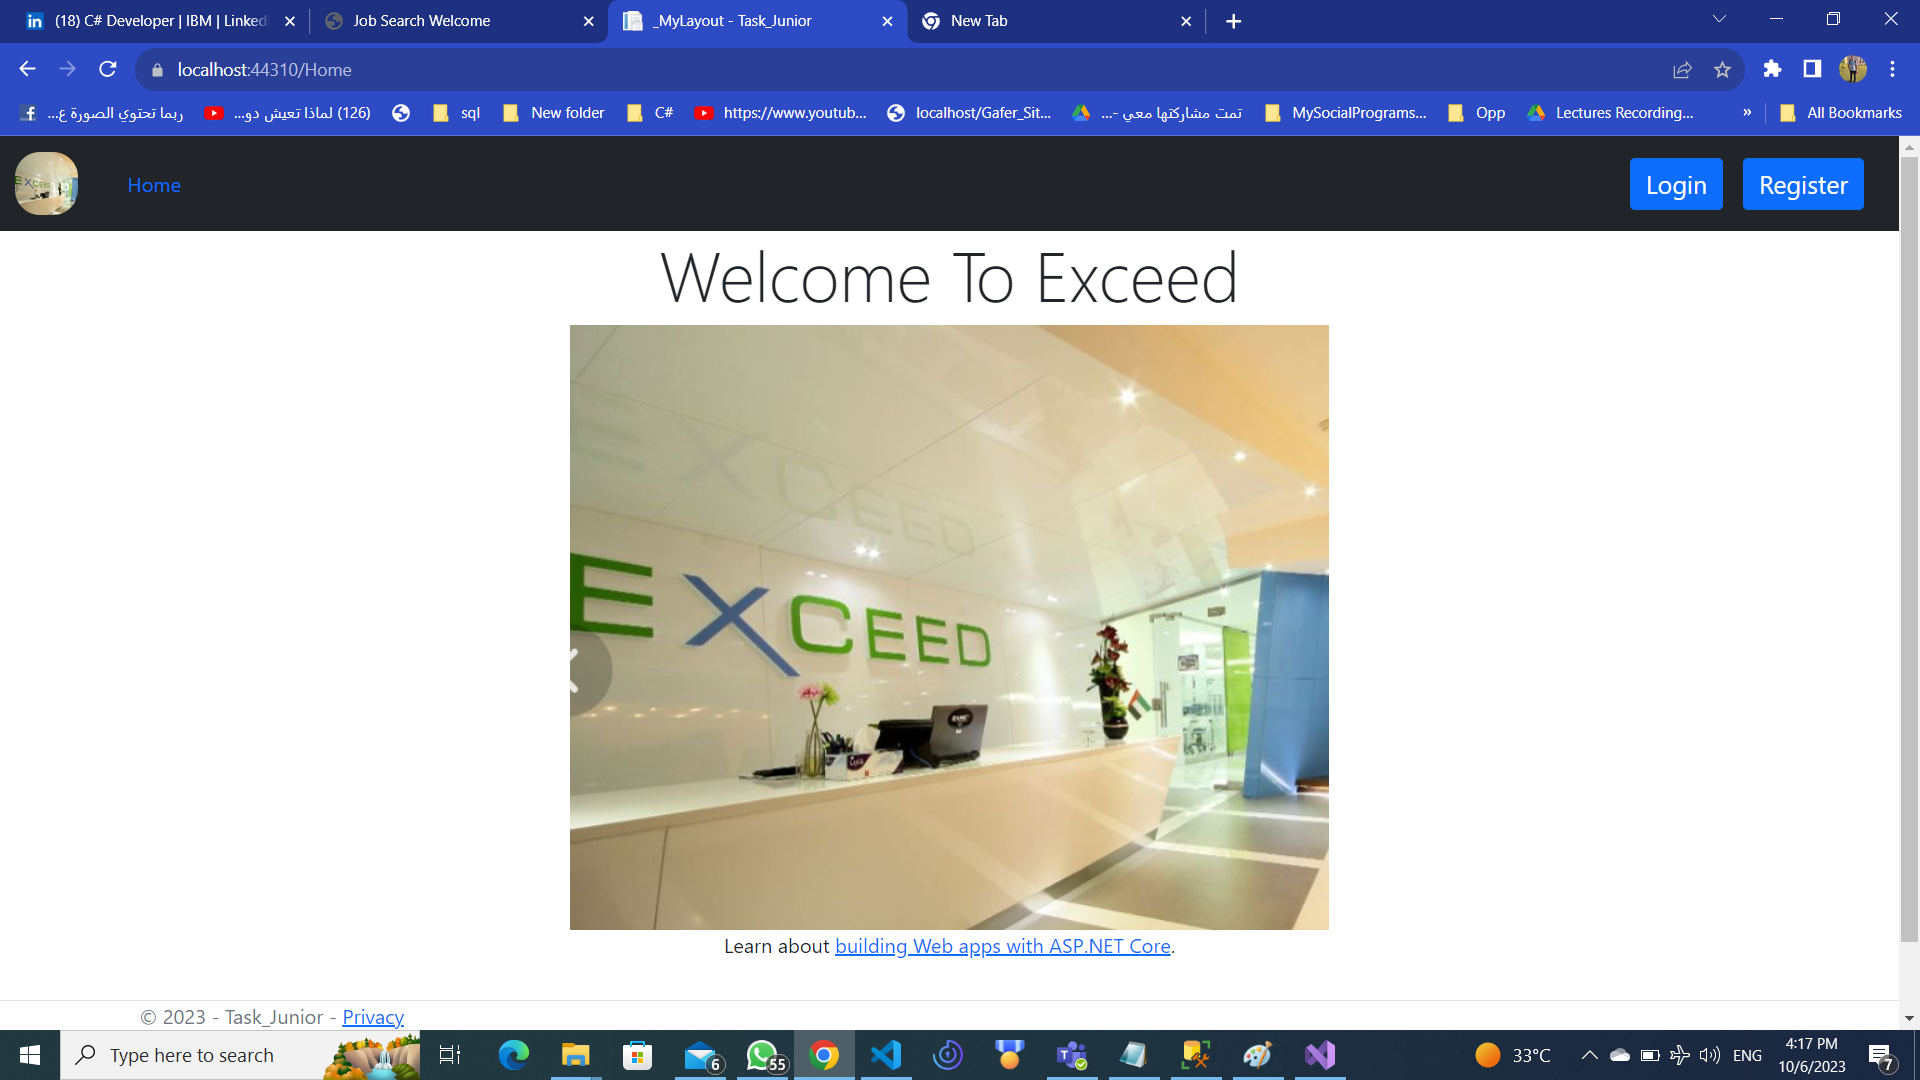 (18) C# Developer | IBM | Linked
Job Search Welcome
_MyLayout - Task_Junior
New Tab
localhost:44310/Home
ربما تحتوي الصورة ع...
(126) لماذا تعيش دو...
sql
New folder
C#
https://www.youtub...
localhost/Gafer_Sit...
تمت مشاركتها معي -...
MySocialPrograms...
Opp
Lectures Recording...
»
All Bookmarks
Home
Login
Register
Welcome To Exceed
EXCEED
EXCEED
Learn about building Web apps with ASP.NET Core.
© 2023 - Task_Junior - Privacy
Type here to search
6
55
33°C
ENG
4:17 PM
10/6/2023
7